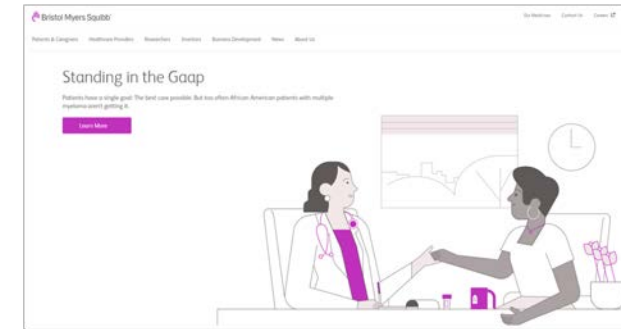 Bristol Myers Squibb
Our Medicines Contact Us Careers
Patients & Caregivers Healthcare Providers Researchers Investors Business Development News About Us
Standing in the Gaap
Patients have a single goal: The best care possible. But too often African American patients with multiple
myeloma aren't getting it.
Learn More